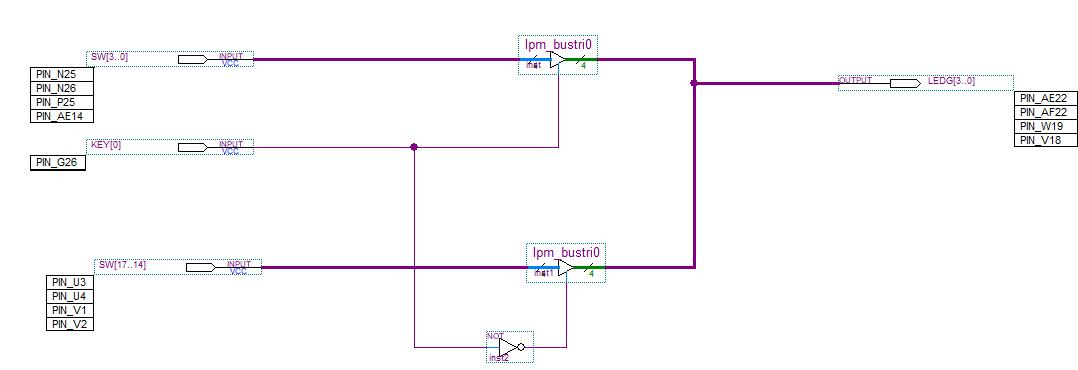 lpm_bustri0
SW[3..0]
INPUT
VCC
inst
4
PIN_N25
PIN_N26
PIN_P25
PIN_AE14
OUTPUT
LEDG[3..0]
PIN_AE22
PIN_AF22
PIN_W19
PIN_V18
KEY[0]
INPUT
VCC
PIN_G26
lpm_bustri0
SW[17..14]
INPUT
VCC
inst1
4
PIN_U3
PIN_U4
PIN_V1
PIN_V2
NOT
inst2